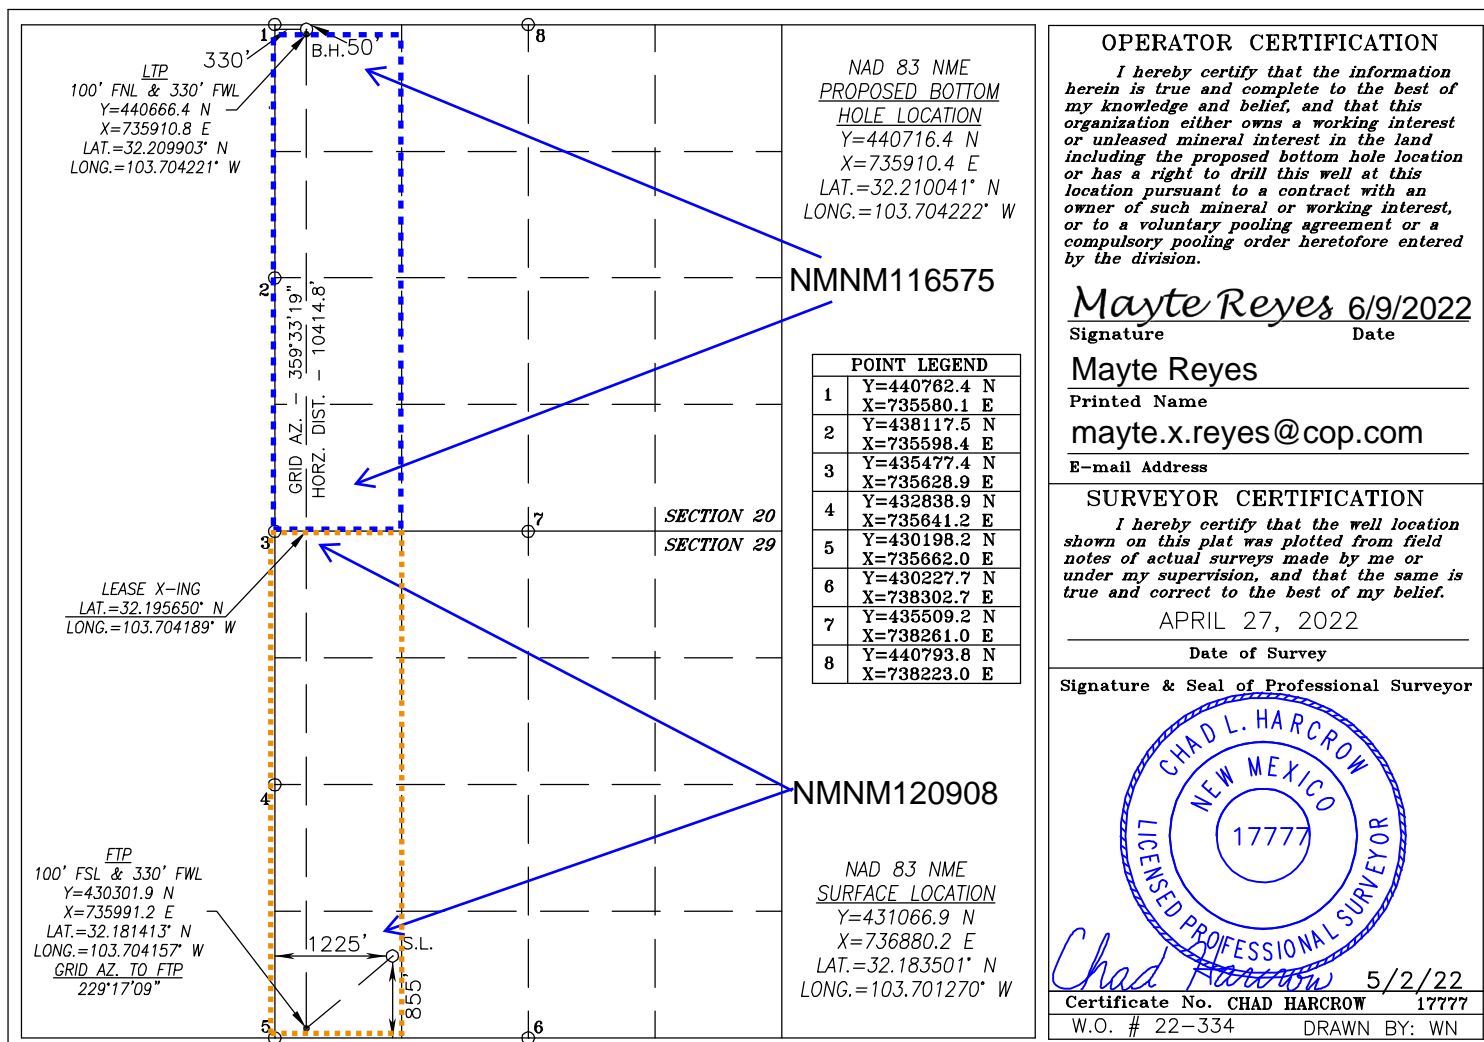 1
8
330'
B.H.
50'
LTP
100' FNL & 330' FWL
Y=440666.4 N
X=735910.8 E
LAT.=32.209903° N
LONG.=103.704221° W
NAD 83 NME
PROPOSED BOTTOM
HOLE LOCATION
Y=440716.4 N
X=735910.4 E
LAT.=32.210041° N
LONG.=103.704222° W
2
GRID AZ. - 359°33'19"
HORZ. DIST. - 10414.8'
NMNM116575
POINT LEGEND
1 Y=440762.4 N
X=735580.1 E
2 Y=438117.5 N
X=735598.4 E
3 Y=435477.4 N
X=735628.9 E
4 Y=432838.9 N
X=735641.2 E
5 Y=430198.2 N
X=735662.0 E
6 Y=430227.7 N
X=738302.7 E
7 Y=435509.2 N
X=738261.0 E
8 Y=440793.8 N
X=738223.0 E
3
7
SECTION 20
SECTION 29
LEASE X-ING
LAT.=32.195650° N
LONG.=103.704189° W
4
NMNM120908
FTP
100' FSL & 330' FWL
Y=430301.9 N
X=735991.2 E
LAT.=32.181413° N
LONG.=103.704157° W
GRID AZ. TO FTP
229°17'09"
1225'
S.L.
855'
NAD 83 NME
SURFACE LOCATION
Y=431066.9 N
X=736880.2 E
LAT.=32.183501° N
LONG.=103.701270° W
5
6
OPERATOR CERTIFICATION
I hereby certify that the information
herein is true and complete to the best of
my knowledge and belief, and that this
organization either owns a working interest
or unleased mineral interest in the land
including the proposed bottom hole location
or has a right to drill this well at this
location pursuant to a contract with an
owner of such mineral or working interest,
or to a voluntary pooling agreement or a
compulsory pooling order heretofore entered
by the division.
Mayte Reyes 6/9/2022
Signature Date
Mayte Reyes
Printed Name
mayte.x.reyes@cop.com
E-mail Address
SURVEYOR CERTIFICATION
I hereby certify that the well location
shown on this plat was plotted from field
notes of actual surveys made by me or
under my supervision, and that the same is
true and correct to the best of my belief.
APRIL 27, 2022
Date of Survey
Signature & Seal of Professional Surveyor
CHAD L. HARCROW
NEW MEXICO
17777
LICENSED PROFESSIONAL SURVEYOR
Chad Harcrow 5/2/22
Certificate No. CHAD HARCROW 17777
W.O. # 22-334 DRAWN BY: WN